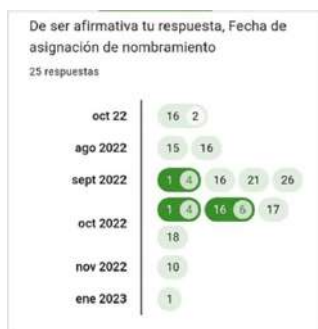 De ser afirmativa tu respuesta, Fecha de
asignación de nombramiento
25 respuestas
oct 22 16 2
ago 2022 15 16
sept 2022 1 4 16 21 26
oct 2022 1 4 16 6 17
18
nov 2022 10
ene 2023 1